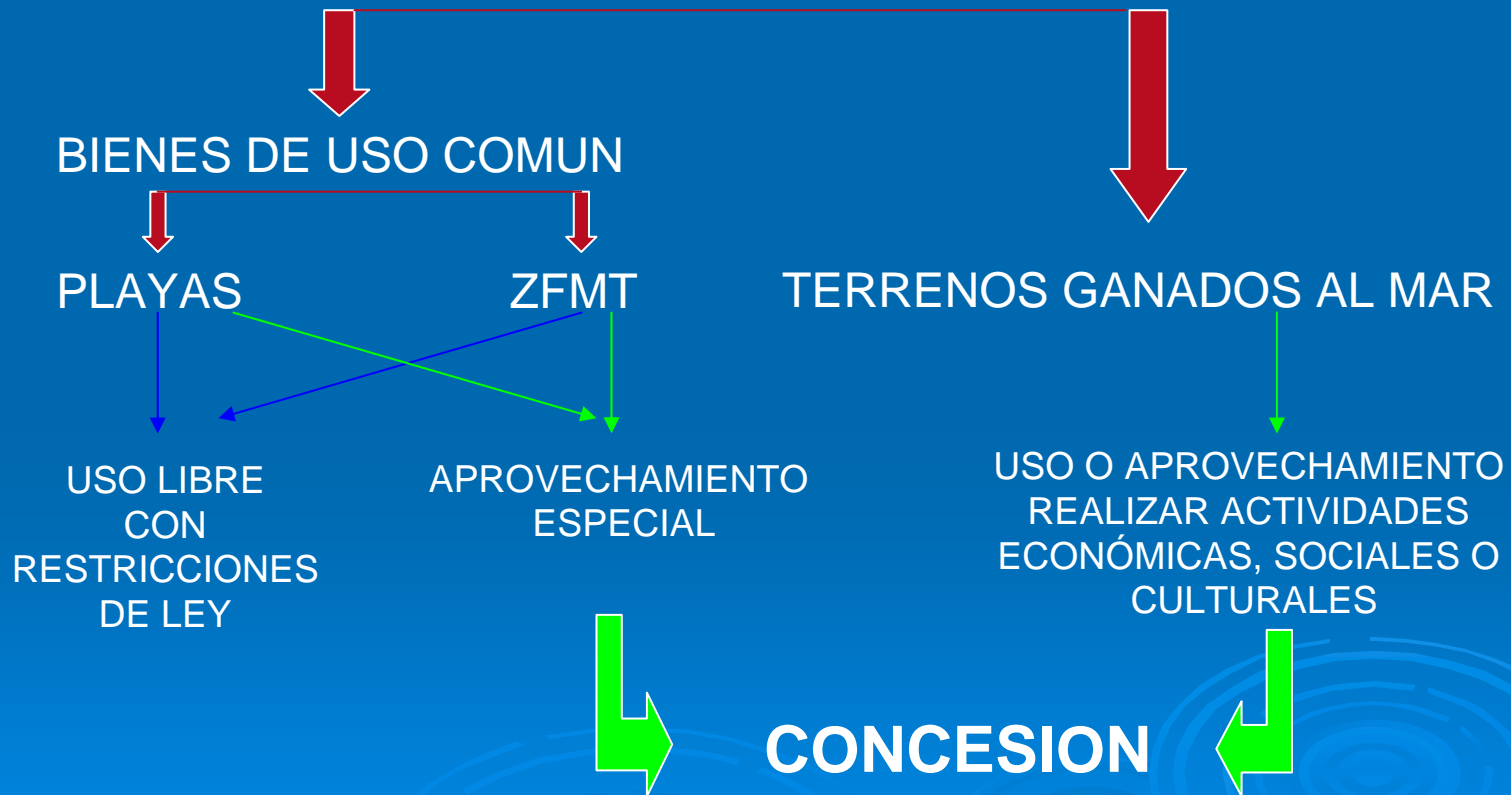 BIENES DE USO COMUN
PLAYAS
ZFMT
TERRENOS GANADOS AL MAR
USO LIBRE
CON
RESTRICCIONES
DE LEY
APROVECHAMIENTO
ESPECIAL
USO O APROVECHAMIENTO
REALIZAR ACTIVIDADES
ECONÓMICAS, SOCIALES O
CULTURALES
CONCESION